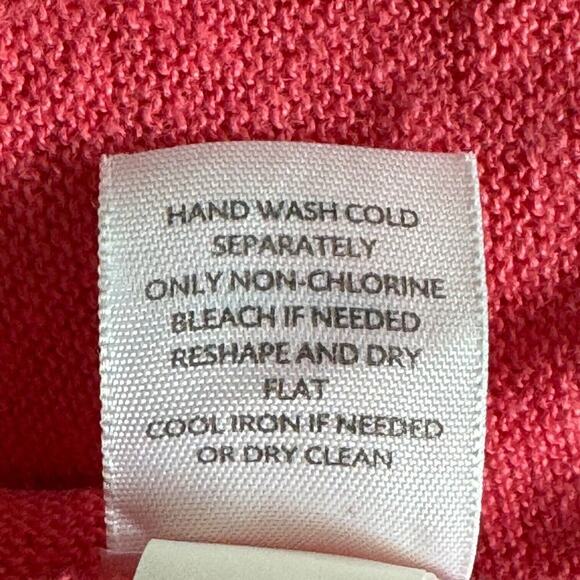 HAND WASH COLD
SEPARATELY
ONLY NON-CHLORINE
BLEACH IF NEEDED
RESHAPE AND DRY
FLAT
COOL IRON IF NEEDED
OR DRY CLEAN